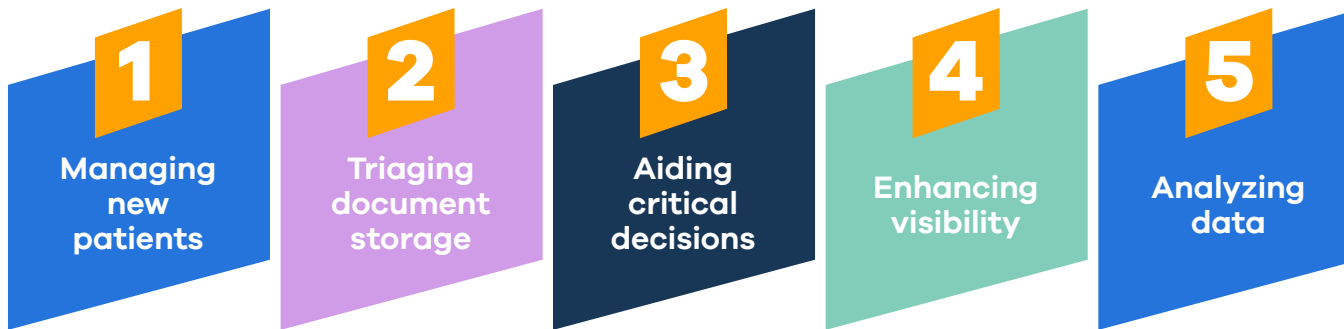 1
Managing
new
patients
2
Triaging
document
storage
3
Aiding
critical
decisions
4
Enhancing
visibility
5
Analyzing
data